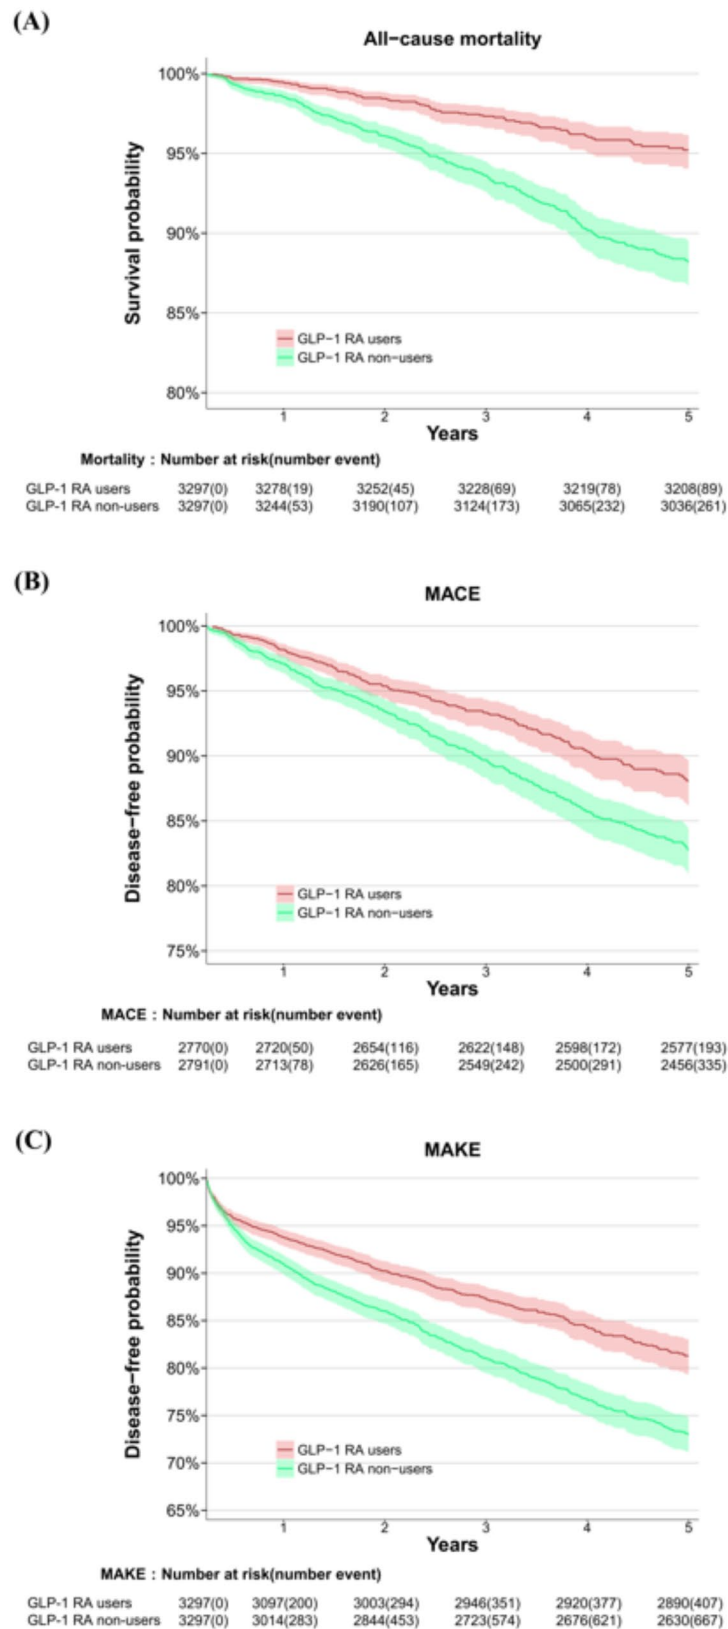 (A)
All-cause mortality
Survival probability
100%
95%
90%
85%
80%
GLP-1 RA users
GLP-1 RA non-users
1 2 3 4 5
Years
Mortality : Number at risk(number event)
GLP-1 RA users 3297(0) 3278(19) 3252(45) 3228(69) 3219(78) 3208(89)
GLP-1 RA non-users 3297(0) 3244(53) 3190(107) 3124(173) 3065(232) 3036(261)
(B)
MACE
Disease-free probability
100%
95%
90%
85%
80%
75%
GLP-1 RA users
GLP-1 RA non-users
1 2 3 4 5
Years
MACE : Number at risk(number event)
GLP-1 RA users 2770(0) 2720(50) 2654(116) 2622(148) 2598(172) 2577(193)
GLP-1 RA non-users 2791(0) 2713(78) 2626(165) 2549(242) 2500(291) 2456(335)
(C)
MAKE
Disease-free probability
100%
95%
90%
85%
80%
75%
70%
65%
GLP-1 RA users
GLP-1 RA non-users
1 2 3 4 5
Years
MAKE : Number at risk(number event)
GLP-1 RA users 3297(0) 3097(200) 3003(294) 2946(351) 2920(377) 2890(407)
GLP-1 RA non-users 3297(0) 3014(283) 2844(453) 2723(574) 2676(621) 2630(667)